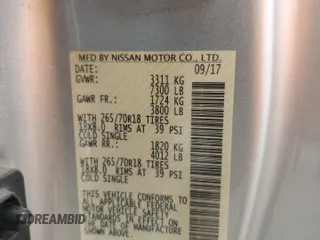 MFD BY NISSAN MOTOR CO., LTD.
DATE: 09/17
GVWR: 3311 KG
7300 LB
GAWR FR.: 1724 KG
3800 LB
WITH 265/70R18 TIRES
18X8.0 RIMS AT 39 PSI
COLD SINGLE
GAWR RR.: 1820 KG
4012 LB
WITH 265/70R18 TIRES
18X8.0 RIMS AT 39 PSI
COLD SINGLE
THIS VEHICLE CONFORMS TO
ALL APPLICABLE FEDERAL
MOTOR VEHICLE SAFETY
STANDARDS IN EFFECT ON
THE DATE OF MANUFACTURE
DREAMBID